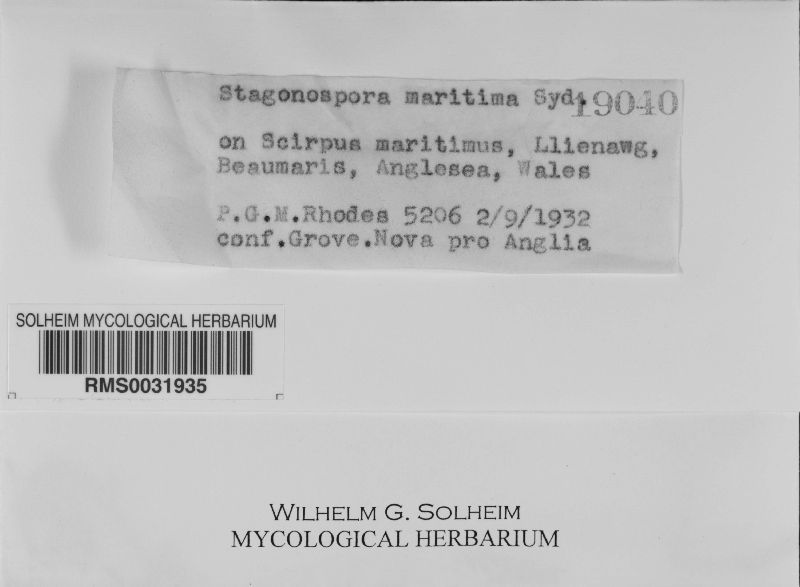 Stagonospora maritima Syd. 19040
on Scirpus maritimus, Llienawg,
Beaumaris, Anglesea, Wales
P.G.M.Rhodes 5206 2/9/1932
conf.Grove.Nova pro Anglia
SOLHEIM MYCOLOGICAL HERBARIUM
RMS0031935
WILHELM G. SOLHEIM
MYCOLOGICAL HERBARIUM